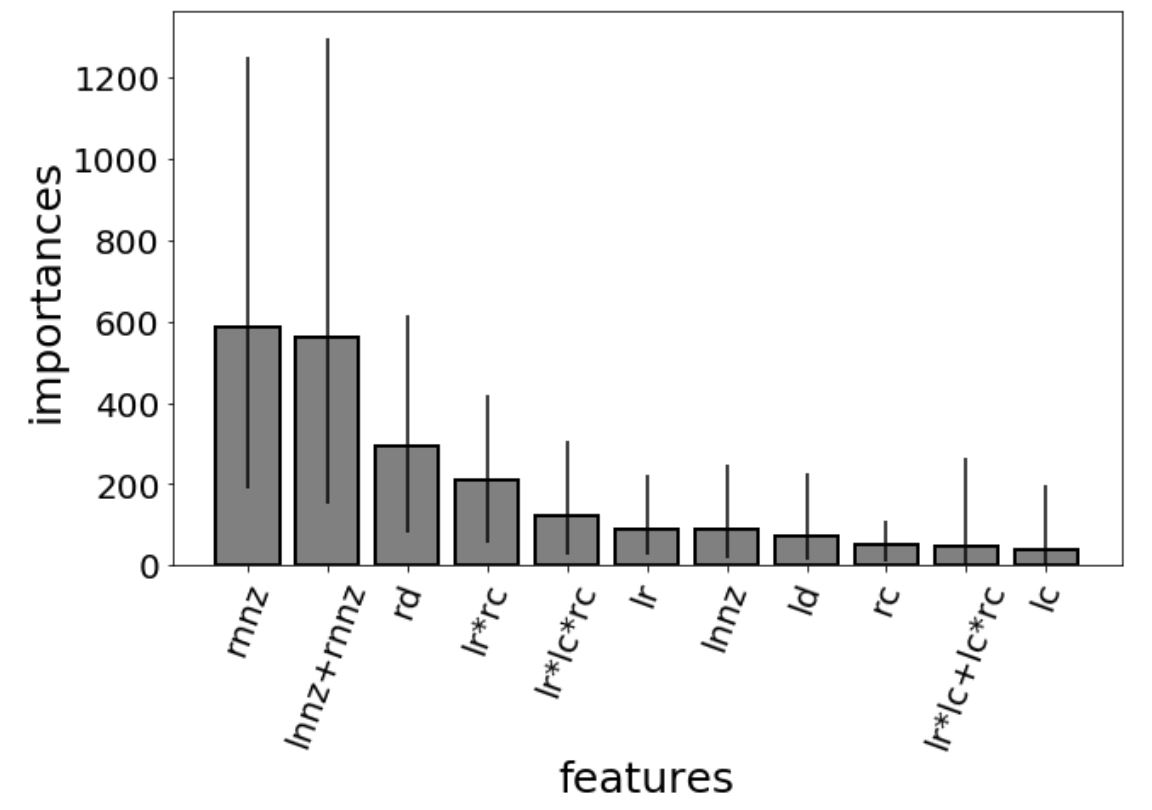 1200
1000
800
600
400
200
0
importances
rnnz
lnnz+rnnz
rd
lr*rc
lr*lc*rc
lr
lnnz
ld
rc
lr*lc+lc*rc
lc
features